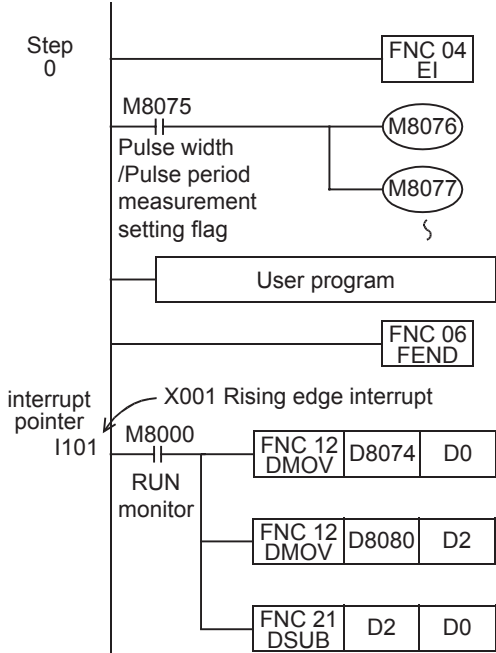 Step
0
FNC 04
EI
M8075
M8076
Pulse width
/Pulse period
measurement
setting flag
M8077
User program
FNC 06
FEND
interrupt
pointer
I101
X001 Rising edge interrupt
M8000
RUN
monitor
FNC 12
DMOV
D8074
D0
FNC 12
DMOV
D8080
D2
FNC 21
DSUB
D2
D0